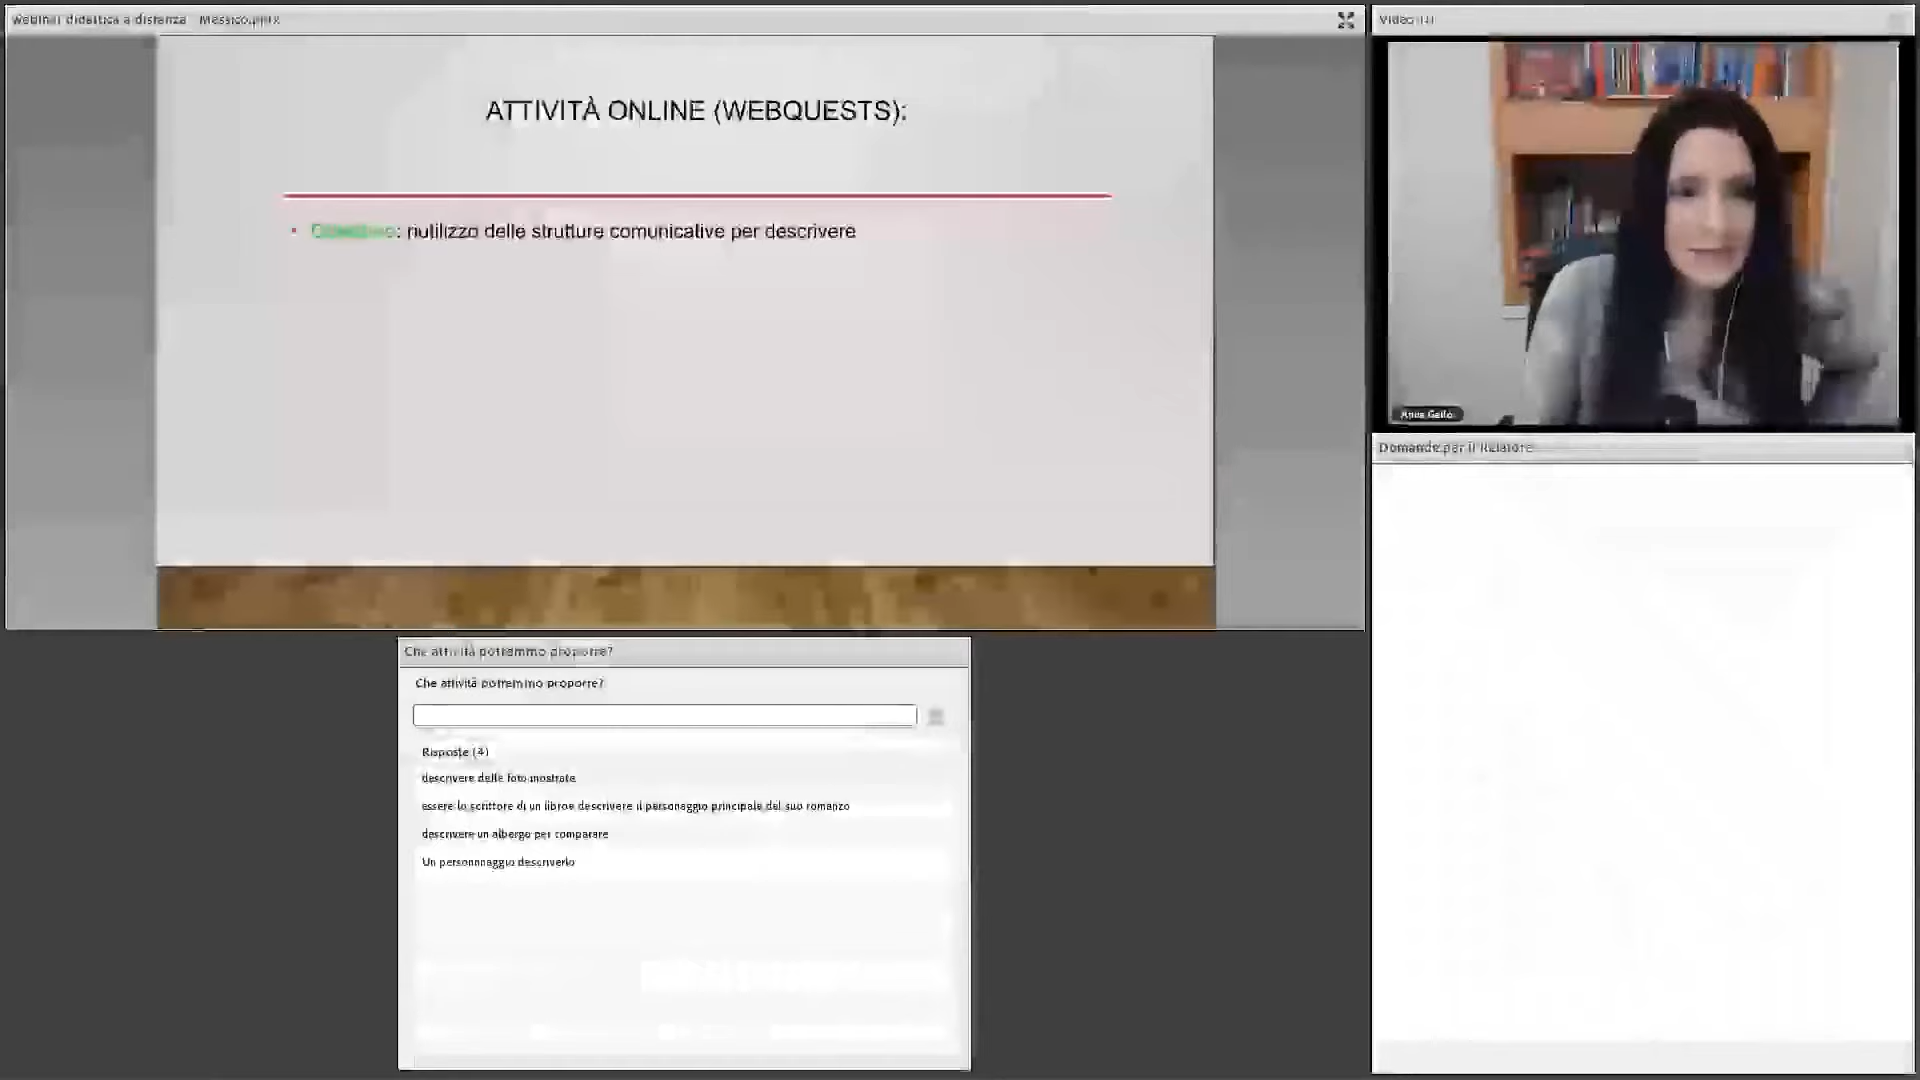 Webinar didattica a distanza Messico.pptx
Video
ATTIVITÀ ONLINE (WEBQUESTS):
• Obiettivo: riutilizzo delle strutture comunicative per descrivere
Anna Gallo
Domande per il Relatore
Che attività potremmo proporre?
Che attività potremmo proporre?
Risposte (4)
descrivere delle foto mostrate
essere lo scrittore di un libroe descrivere il personaggio principale del suo romanzo
descrivere un albergo per comparare
Un personnnaggio descriverlo